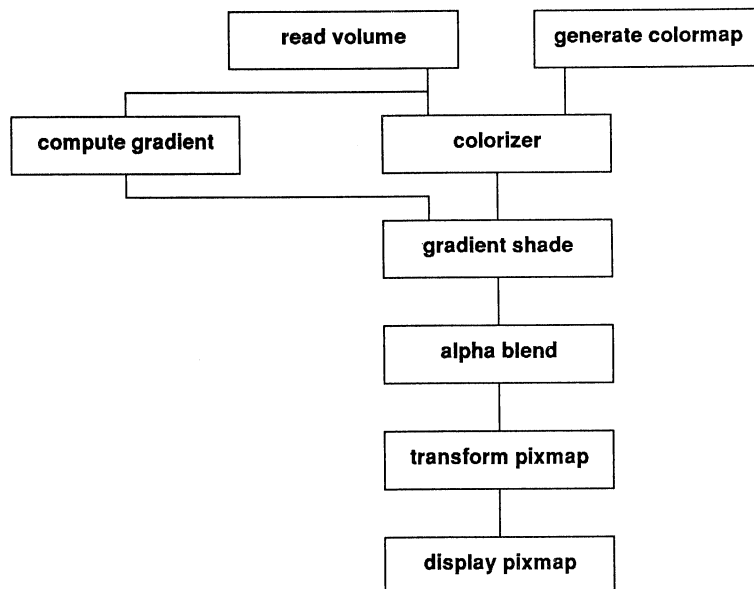 read volume
generate colormap
compute gradient
colorizer
gradient shade
alpha blend
transform pixmap
display pixmap